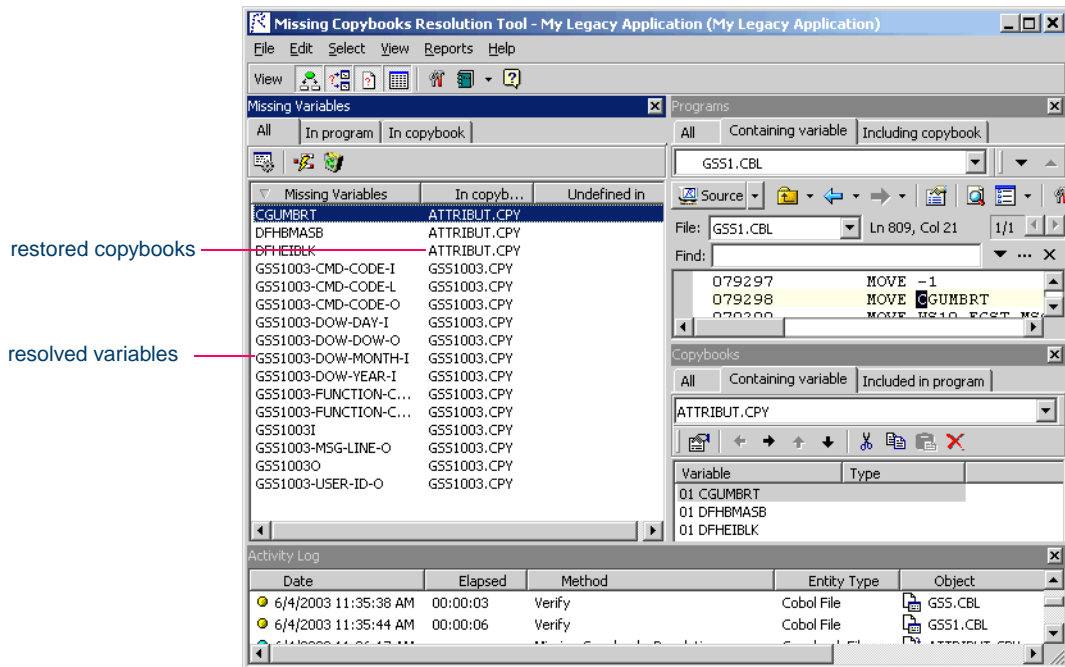 Missing Copybooks Resolution Tool - My Legacy Application (My Legacy Application)
File Edit Select View Reports Help
View
Missing Variables
All In program In copybook
Missing Variables In copyb... Undefined in
CGUMBRT ATTRIBUT.CPY
DFHBMASB ATTRIBUT.CPY
DFHEIBLK ATTRIBUT.CPY
GSS1003-CMD-CODE-I GSS1003.CPY
GSS1003-CMD-CODE-L GSS1003.CPY
GSS1003-CMD-CODE-O GSS1003.CPY
GSS1003-DOW-DAY-I GSS1003.CPY
GSS1003-DOW-DOW-O GSS1003.CPY
GSS1003-DOW-MONTH-I GSS1003.CPY
GSS1003-DOW-YEAR-I GSS1003.CPY
GSS1003-FUNCTION-C... GSS1003.CPY
GSS1003-FUNCTION-C... GSS1003.CPY
GSS1003I GSS1003.CPY
GSS1003-MSG-LINE-O GSS1003.CPY
GSS1003O GSS1003.CPY
GSS1003-USER-ID-O GSS1003.CPY
restored copybooks
resolved variables
Programs
All Containing variable Including copybook
GSS1.CBL
Source
File: GSS1.CBL Ln 809, Col 21 1/1
Find:
079297 MOVE -1
079298 MOVE CGUMBRT
Copybooks
All Containing variable Included in program
ATTRIBUT.CPY
Variable Type
01 CGUMBRT
01 DFHBMASB
01 DFHEIBLK
Activity Log
Date Elapsed Method Entity Type Object
6/4/2003 11:35:38 AM 00:00:03 Verify Cobol File GSS.CBL
6/4/2003 11:35:44 AM 00:00:06 Verify Cobol File GSS1.CBL